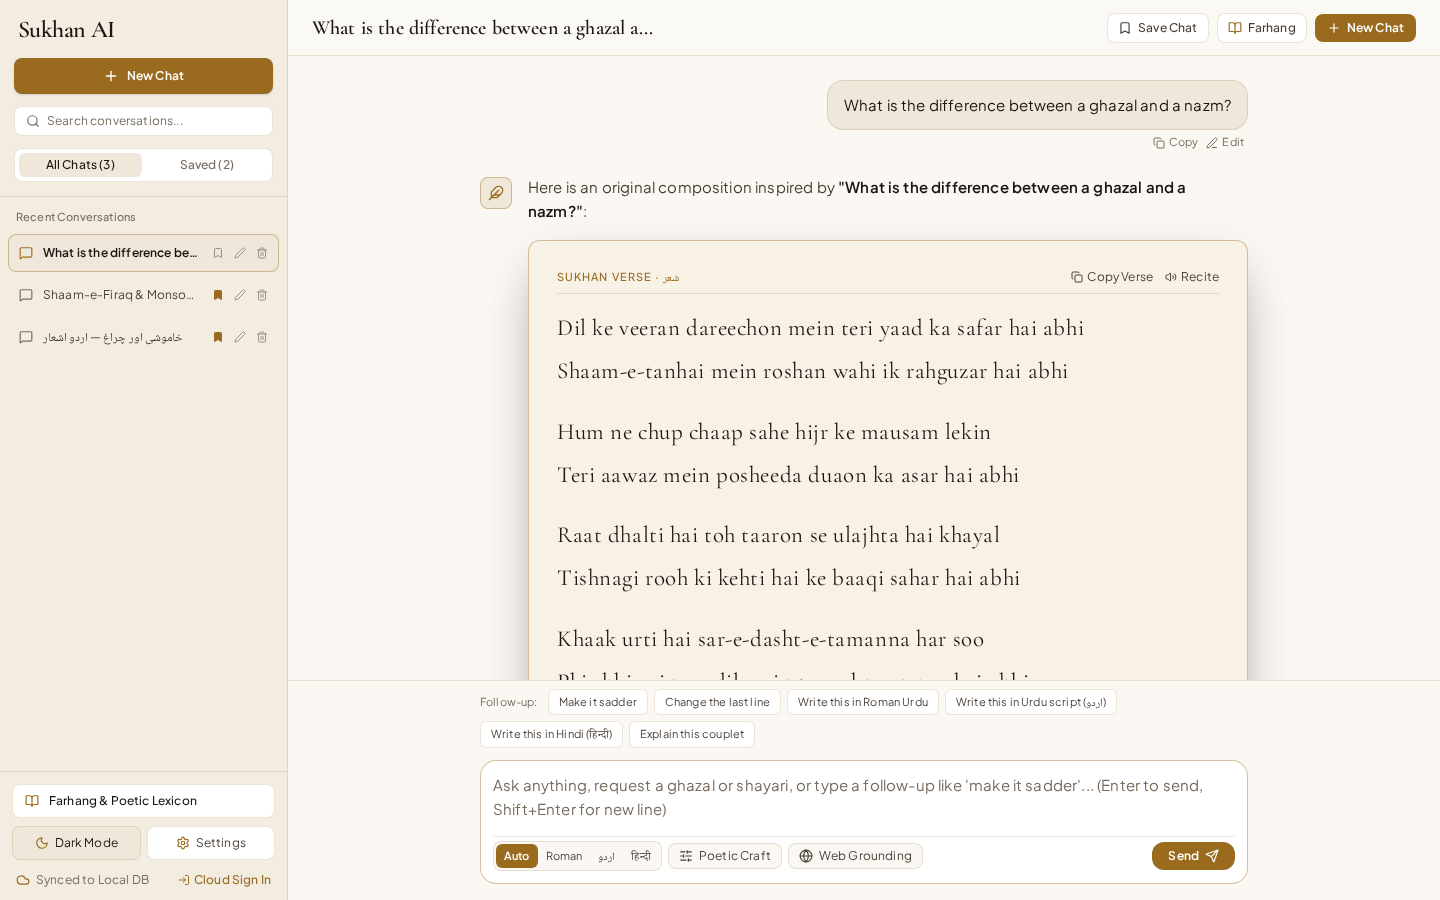 Sukhan AI
New Chat
Search conversations...
All Chats (3)
Saved (2)
Recent Conversations
What is the difference be...
Shaam-e-Firaq & Monso...
خاموشی اور چراغ — اردو اشعار
Farhang & Poetic Lexicon
Dark Mode
Settings
Synced to Local DB
Cloud Sign In
What is the difference between a ghazal a...
Save Chat
Farhang
New Chat
What is the difference between a ghazal and a nazm?
Copy
Edit
Here is an original composition inspired by "What is the difference between a ghazal and a
nazm?":
SUKHAN VERSE · شعر
Copy Verse
Recite
Dil ke veeran dareechon mein teri yaad ka safar hai abhi
Shaam-e-tanhai mein roshan wahi ik rahguzar hai abhi
Hum ne chup chaap sahe hijr ke mausam lekin
Teri aawaz mein posheeda duaon ka asar hai abhi
Raat dhalti hai toh taaron se ulajhta hai khayal
Tishnagi rooh ki kehti hai ke baaqi sahar hai abhi
Khaak urti hai sar-e-dasht-e-tamanna har soo
Follow-up:
Make it sadder
Change the last line
Write this in Roman Urdu
Write this in Urdu script (اردو)
Write this in Hindi (हिन्दी)
Explain this couplet
Ask anything, request a ghazal or shayari, or type a follow-up like 'make it sadder'... (Enter to send,
Shift+Enter for new line)
Auto
Roman
اردو
हिन्दी
Poetic Craft
Web Grounding
Send